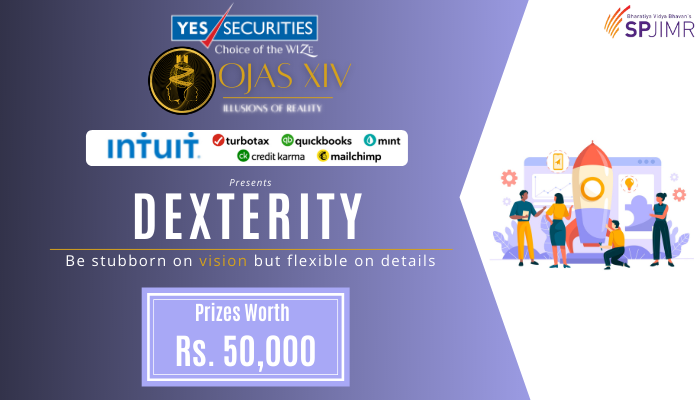 YES SECURITIES
Choice of the WIZE
OJAS XIV
ILLUSIONS OF REALITY
Bharatiya Vidya Bhavan's
SPJIMR
INTUIT
turbotax quickbooks mint
credit karma mailchimp
Presents
DEXTERITY
Be stubborn on vision but flexible on details
Prizes Worth
Rs. 50,000